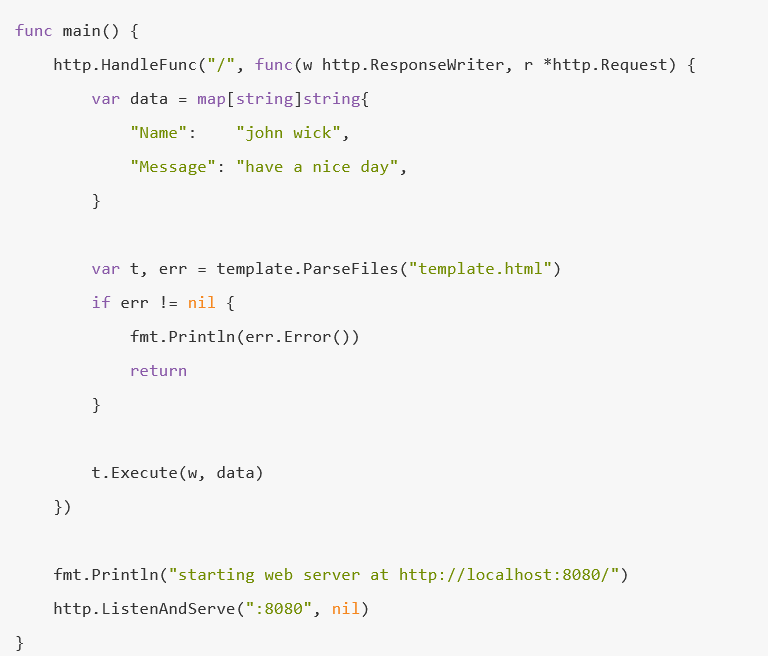 func main() {
    http.HandleFunc("/", func(w http.ResponseWriter, r *http.Request) {
        var data = map[string]string{
            "Name":    "john wick",
            "Message": "have a nice day",
        }

        var t, err = template.ParseFiles("template.html")
        if err != nil {
            fmt.Println(err.Error())
            return
        }

        t.Execute(w, data)
    })

    fmt.Println("starting web server at http://localhost:8080/")
    http.ListenAndServe(":8080", nil)
}